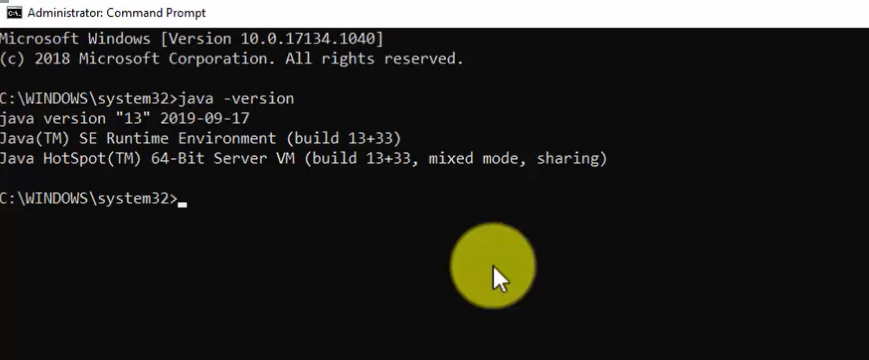 Administrator: Command Prompt
Microsoft Windows [Version 10.0.17134.1040]
(c) 2018 Microsoft Corporation. All rights reserved.
C:\WINDOWS\system32>java -version
java version "13" 2019-09-17
Java(TM) SE Runtime Environment (build 13+33)
Java HotSpot(TM) 64-Bit Server VM (build 13+33, mixed mode, sharing)
C:\WINDOWS\system32>